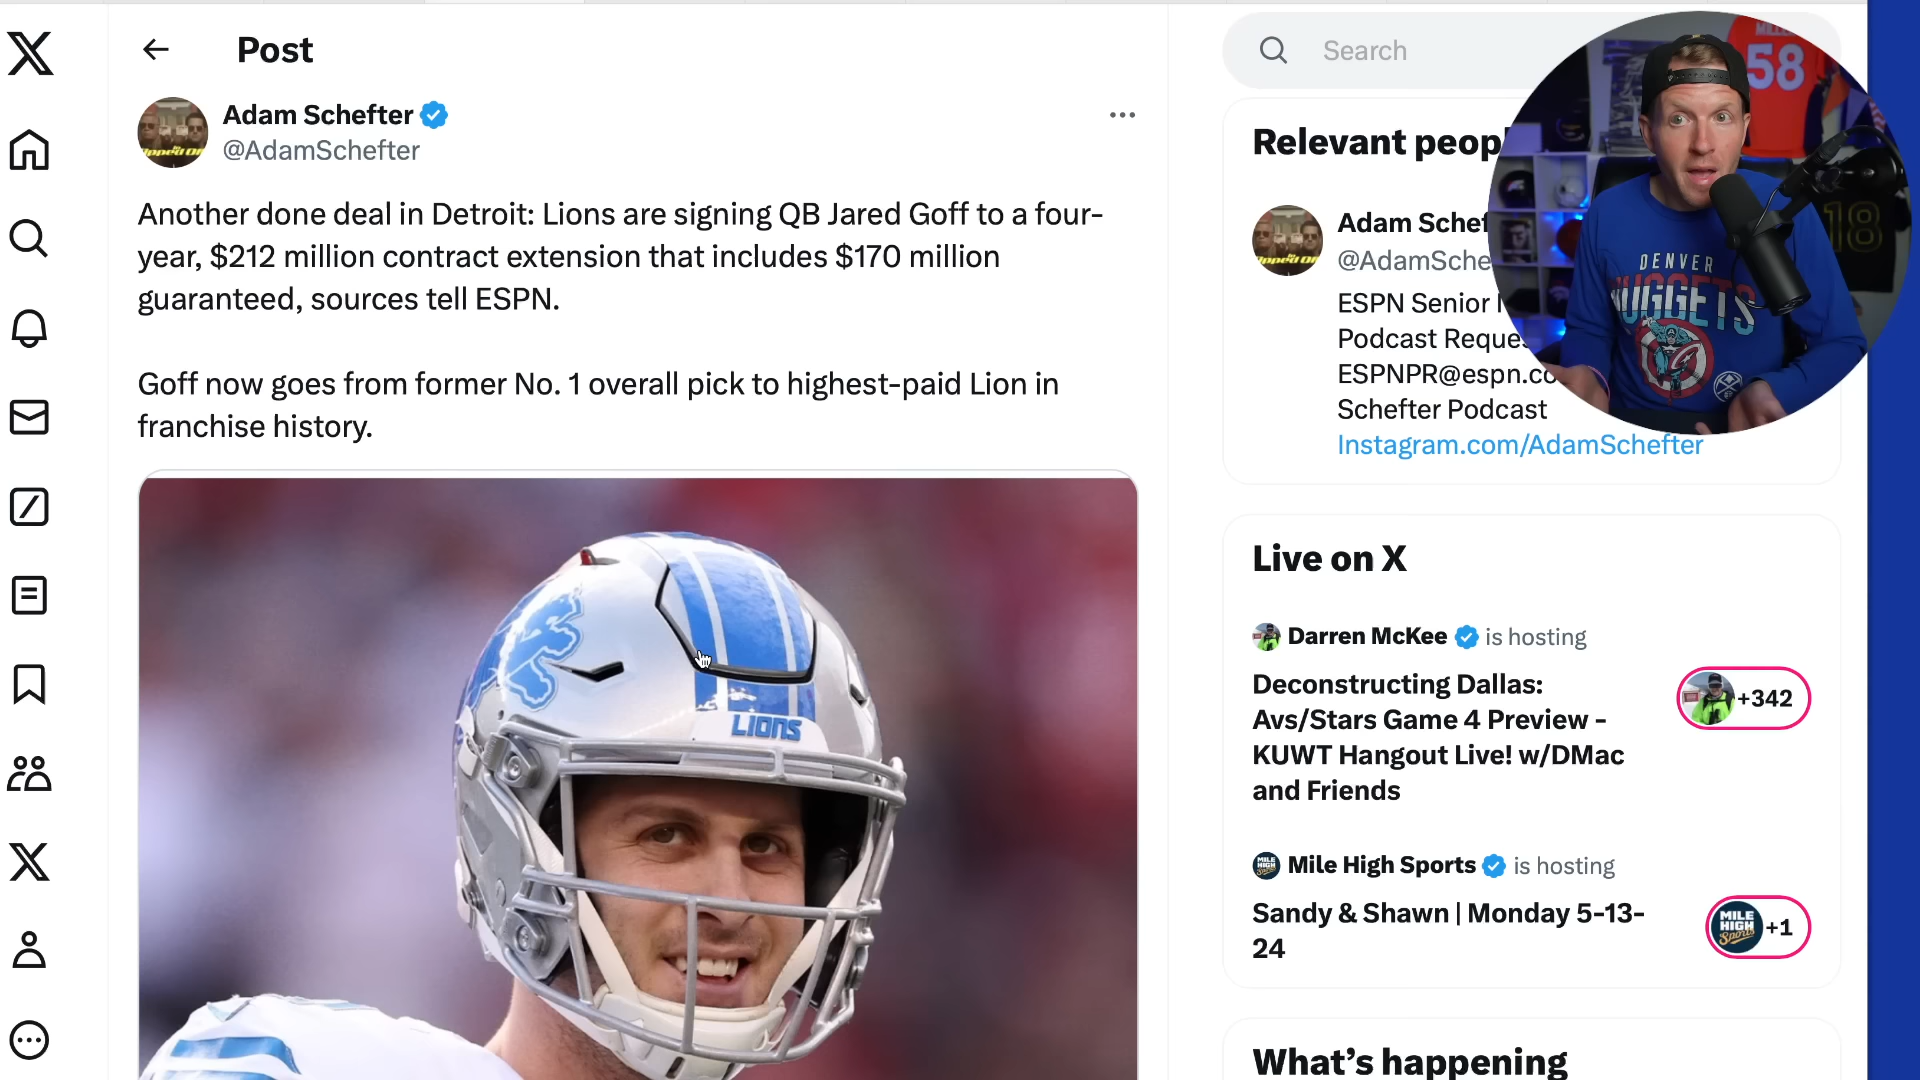 Post
Adam Schefter
@AdamSchefter
Another done deal in Detroit: Lions are signing QB Jared Goff to a four-
year, $212 million contract extension that includes $170 million
guaranteed, sources tell ESPN.
Goff now goes from former No. 1 overall pick to highest-paid Lion in
franchise history.
LIONS
Search
Relevant peop
Adam Schef
@AdamSche
ESPN Senior
Podcast Reques
ESPNPR@espn.co
Schefter Podcast
Instagram.com/AdamSchefter
58
18
DENVER
NUGGETS
Live on X
Darren McKee is hosting
Deconstructing Dallas:
Avs/Stars Game 4 Preview -
KUWT Hangout Live! w/DMac
and Friends
+342
Mile High Sports is hosting
Sandy & Shawn | Monday 5-13-
24
MILE
HIGH
Sports
+1
What's happening